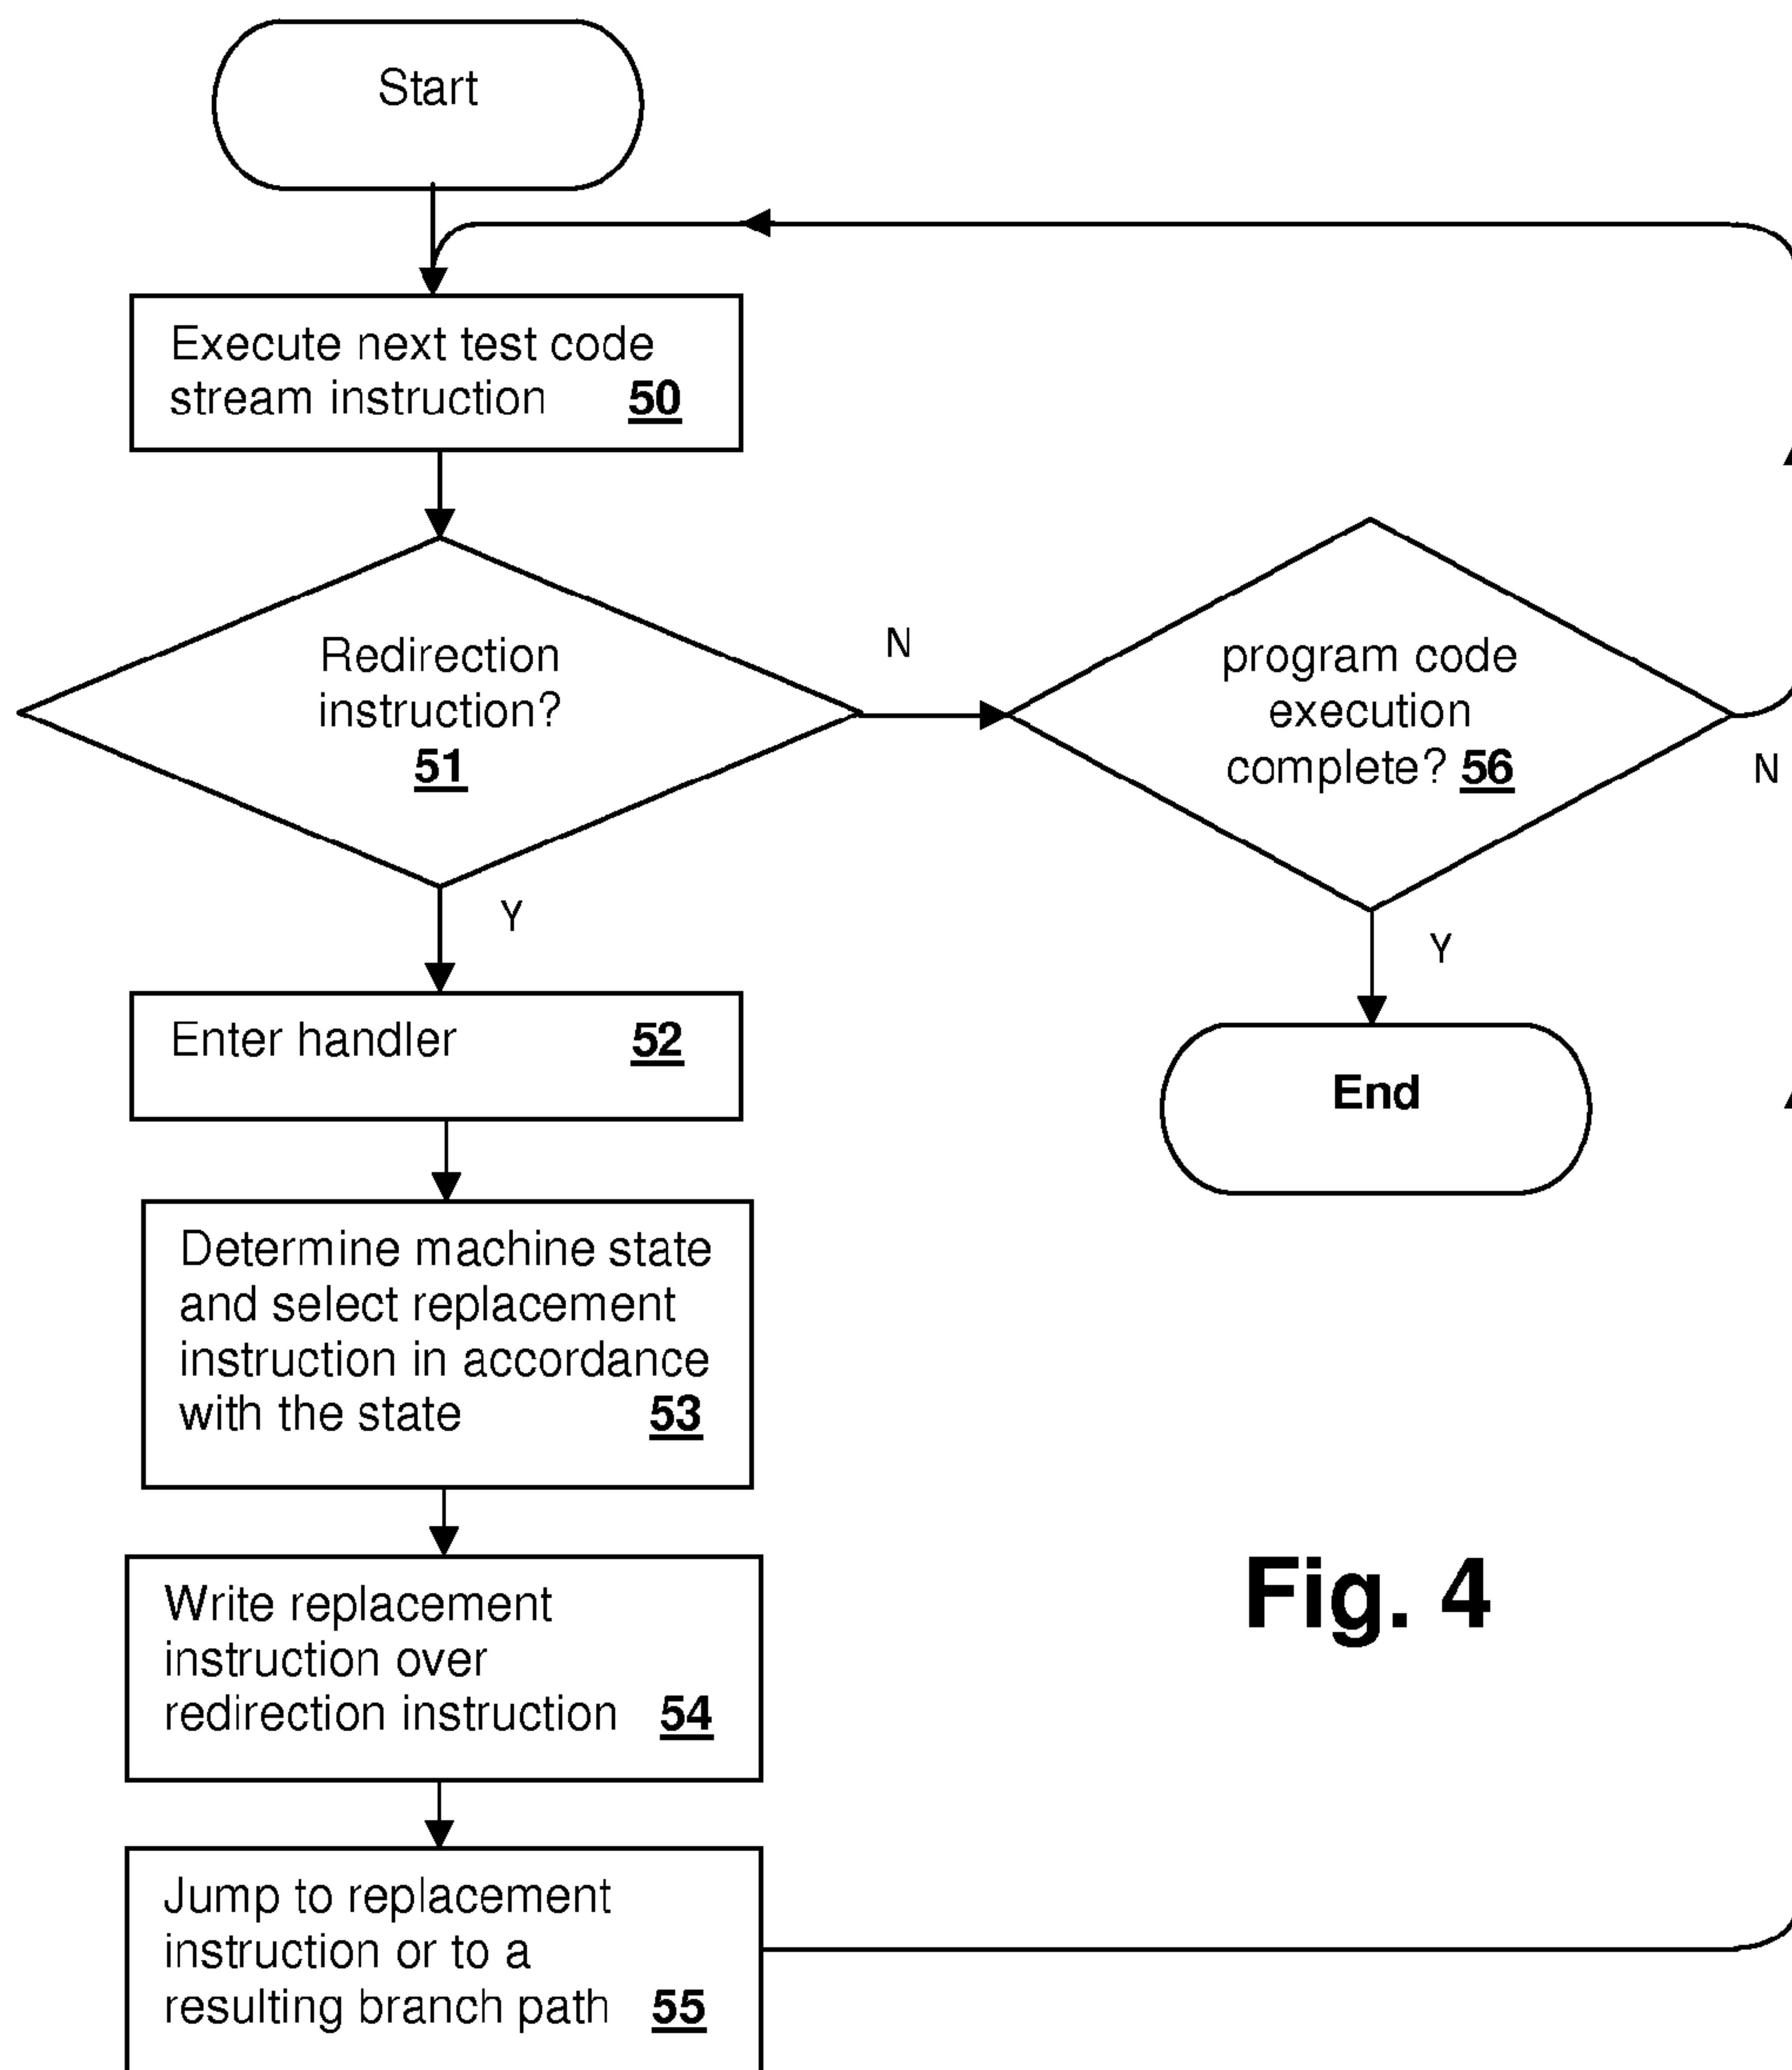 Start
Execute next test code
stream instruction 50
Redirection
instruction?
51
N
program code
execution
complete? 56
N
Y
Y
Enter handler 52
End
Determine machine state
and select replacement
instruction in accordance
with the state 53
Write replacement
instruction over
redirection instruction 54
Fig. 4
Jump to replacement
instruction or to a
resulting branch path 55